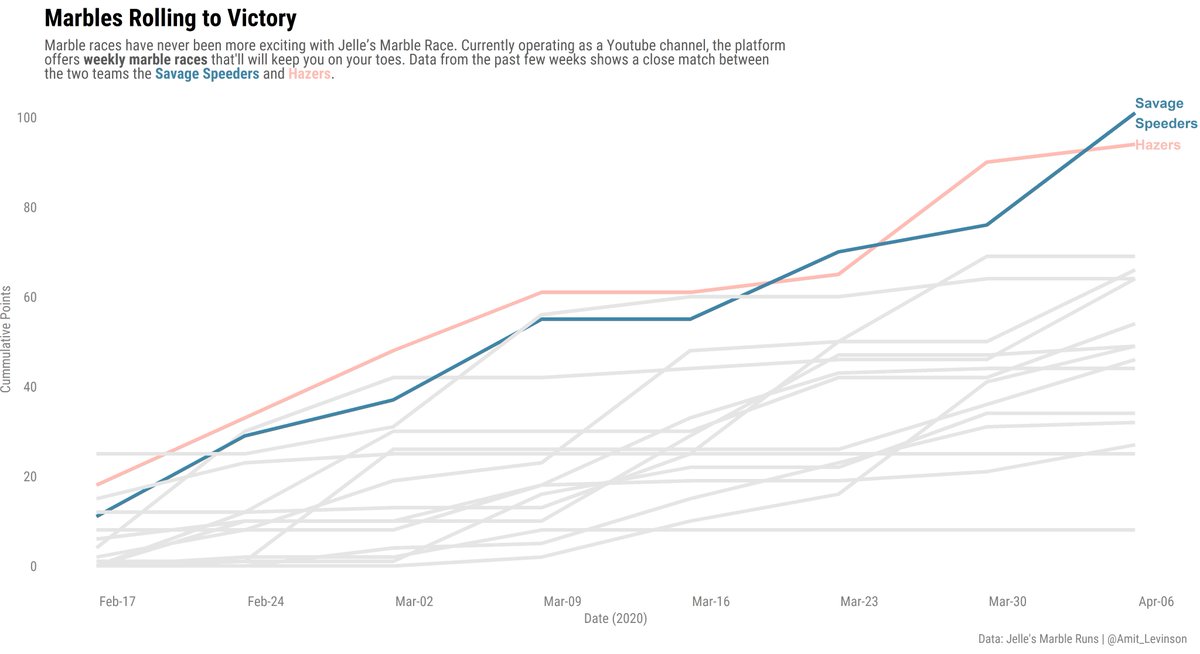 Marbles Rolling to Victory
Marble races have never been more exciting with Jelle's Marble Race. Currently operating as a Youtube channel, the platform
offers weekly marble races that'll will keep you on your toes. Data from the past few weeks shows a close match between
the two teams the Savage Speeders and Hazers.
Savage
Speeders
Hazers
100
80
60
40
20
0
Cummulative Points
Feb-17
Feb-24
Mar-02
Mar-09
Mar-16
Mar-23
Mar-30
Apr-06
Date (2020)
Data: Jelle's Marble Runs | @Amit_Levinson